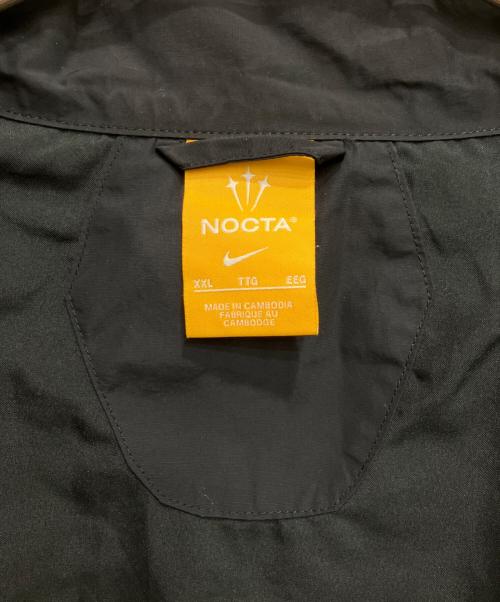 NOCTA®
XXL TTG EEG
MADE IN CAMBODIA
FABRIQUE AU
CAMBODGE